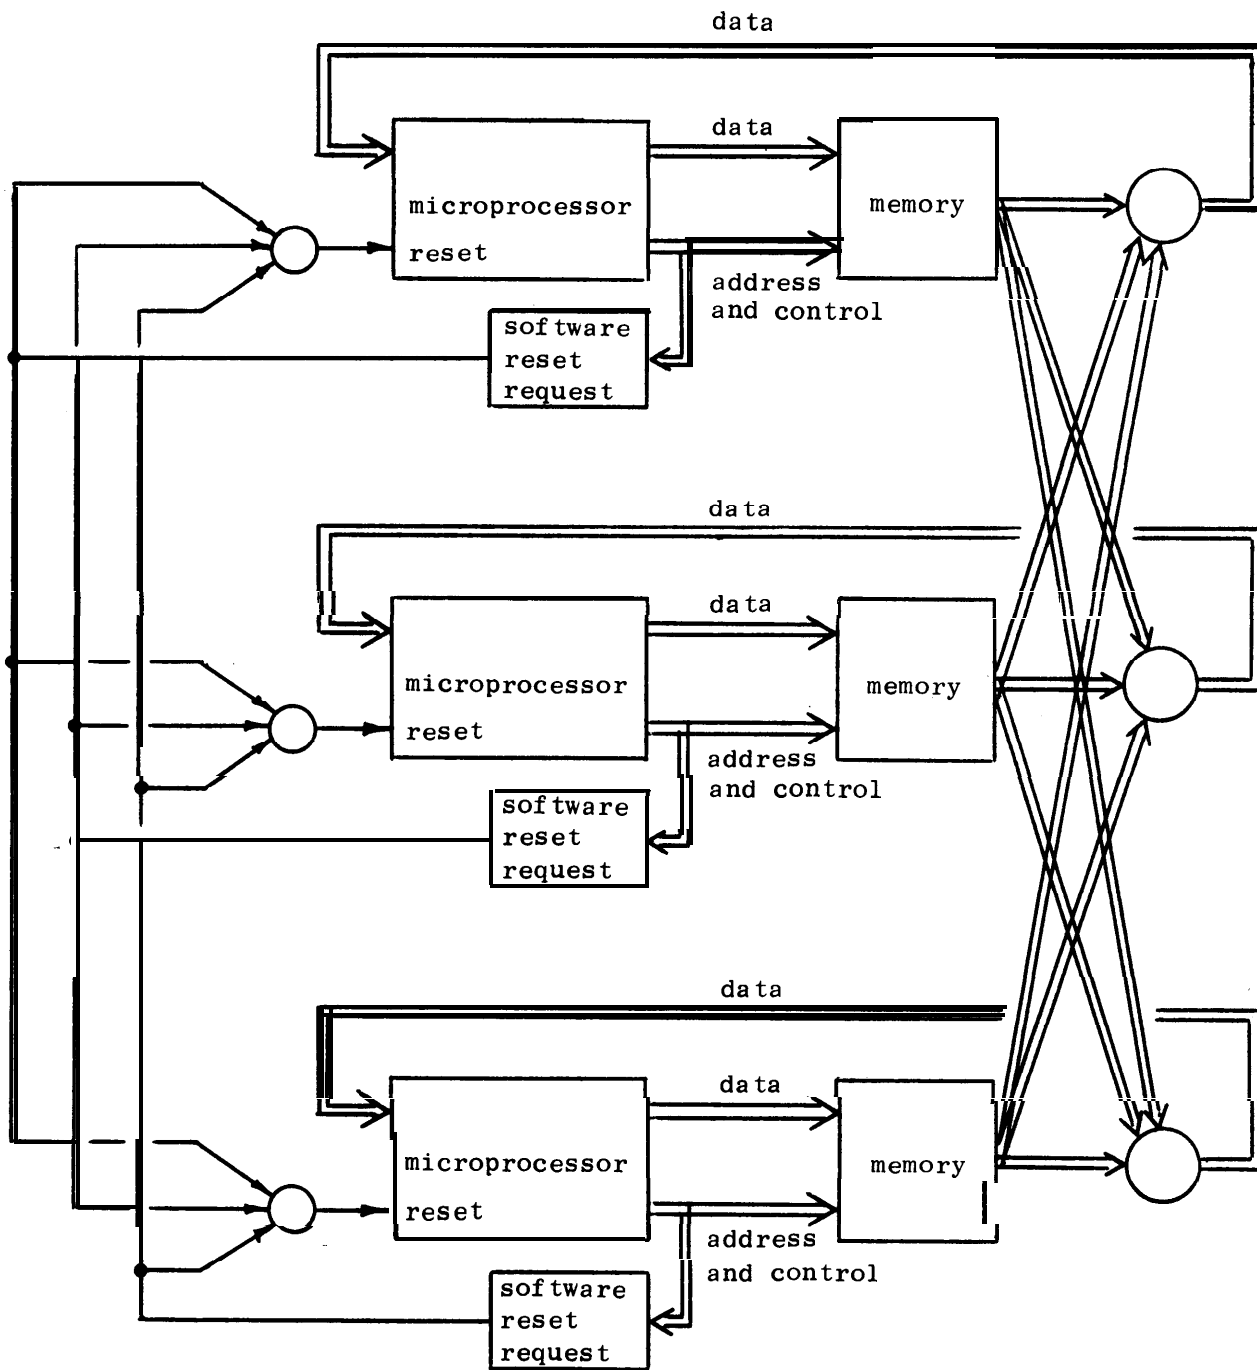 data
data
microprocessor
memory
reset
address
and control
software
reset
request
data
data
microprocessor
memory
reset
address
and control
software
reset
request
data
data
microprocessor
memory
reset
address
and control
software
reset
request